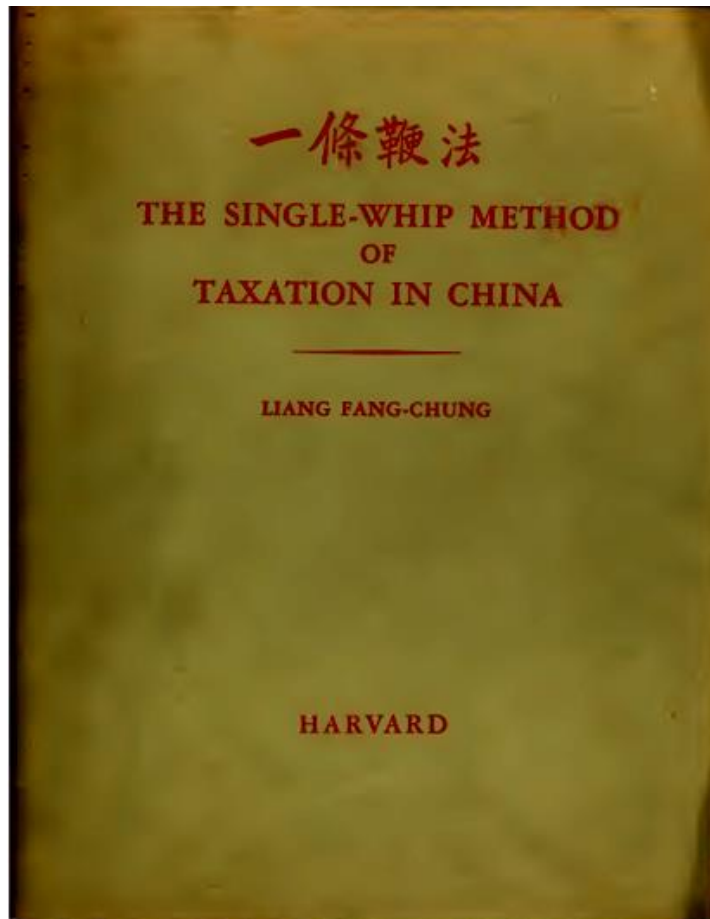 一條鞭法
THE SINGLE-WHIP METHOD
OF
TAXATION IN CHINA
LIANG FANG-CHUNG
HARVARD